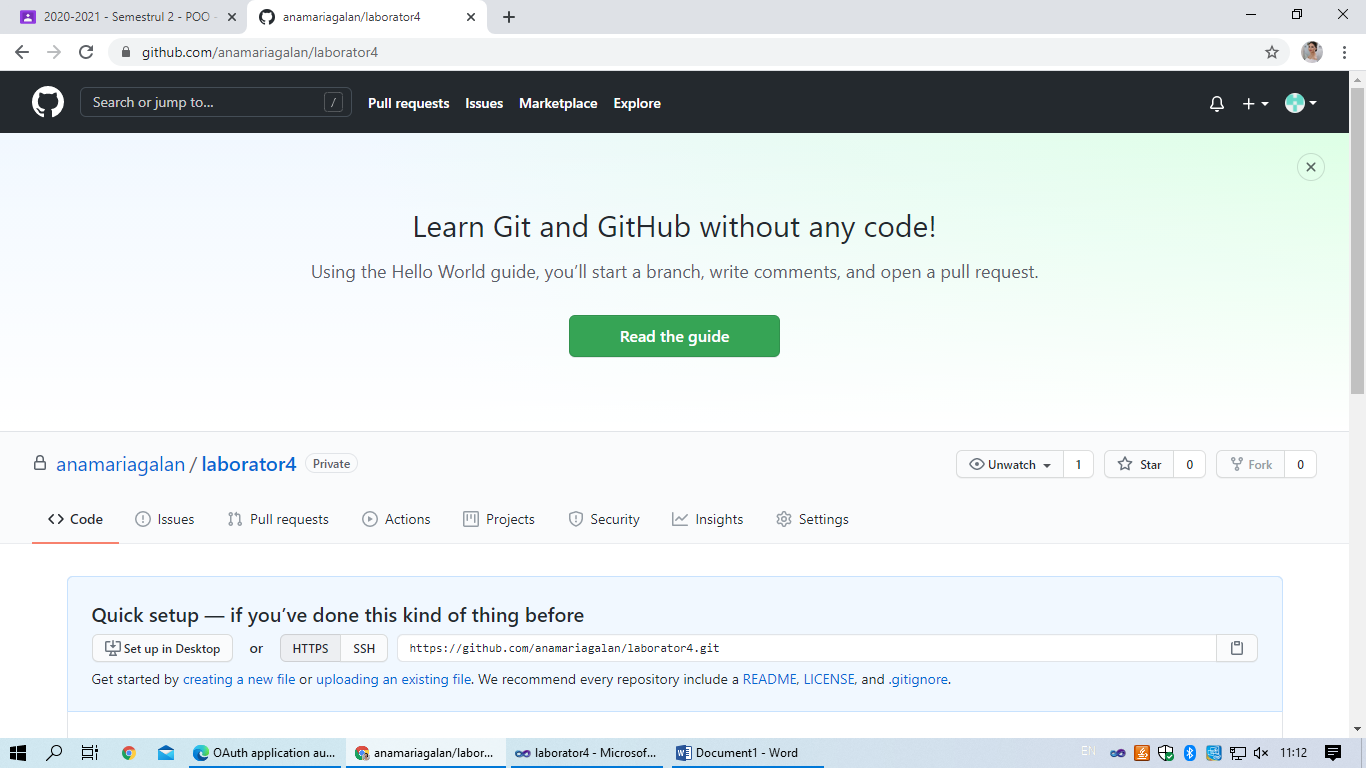 2020-2021 - Semestrul 2 - POO -
anamariagalan/laborator4
github.com/anamariagalan/laborator4
Search or jump to... /
Pull requests Issues Marketplace Explore
Learn Git and GitHub without any code!
Using the Hello World guide, you’ll start a branch, write comments, and open a pull request.
Read the guide
anamariagalan / laborator4 Private
Unwatch 1 Star 0 Fork 0
Code Issues Pull requests Actions Projects Security Insights Settings
Quick setup — if you’ve done this kind of thing before
Set up in Desktop or HTTPS SSH https://github.com/anamariagalan/laborator4.git
Get started by creating a new file or uploading an existing file. We recommend every repository include a README, LICENSE, and .gitignore.
OAuth application au... anamariagalan/labor... laborator4 - Microsof... Document1 - Word EN 11:12